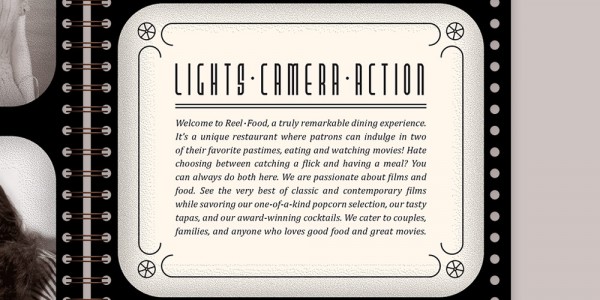 LIGHTS·CAMERA·ACTION
Welcome to Reel·Food, a truly remarkable dining experience.
It's a unique restaurant where patrons can indulge in two
of their favorite pastimes, eating and watching movies! Hate
choosing between catching a flick and having a meal? You
can always do both here. We are passionate about films and
food. See the very best of classic and contemporary films
while savoring our one-of-a-kind popcorn selection, our tasty
tapas, and our award-winning cocktails. We cater to couples,
families, and anyone who loves good food and great movies.